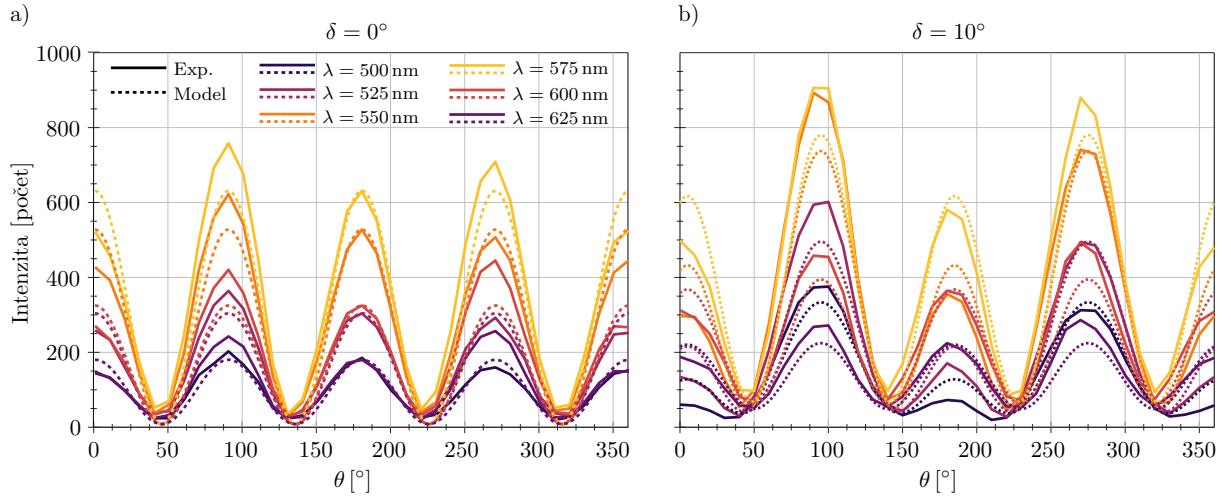 a)
δ = 0°
b)
δ = 10°
Intenzita [počet]
1000
800
600
400
200
0
Exp.
Model
λ = 500 nm
λ = 525 nm
λ = 550 nm
λ = 575 nm
λ = 600 nm
λ = 625 nm
0 50 100 150 200 250 300 350
θ [°]
0 50 100 150 200 250 300 350
θ [°]